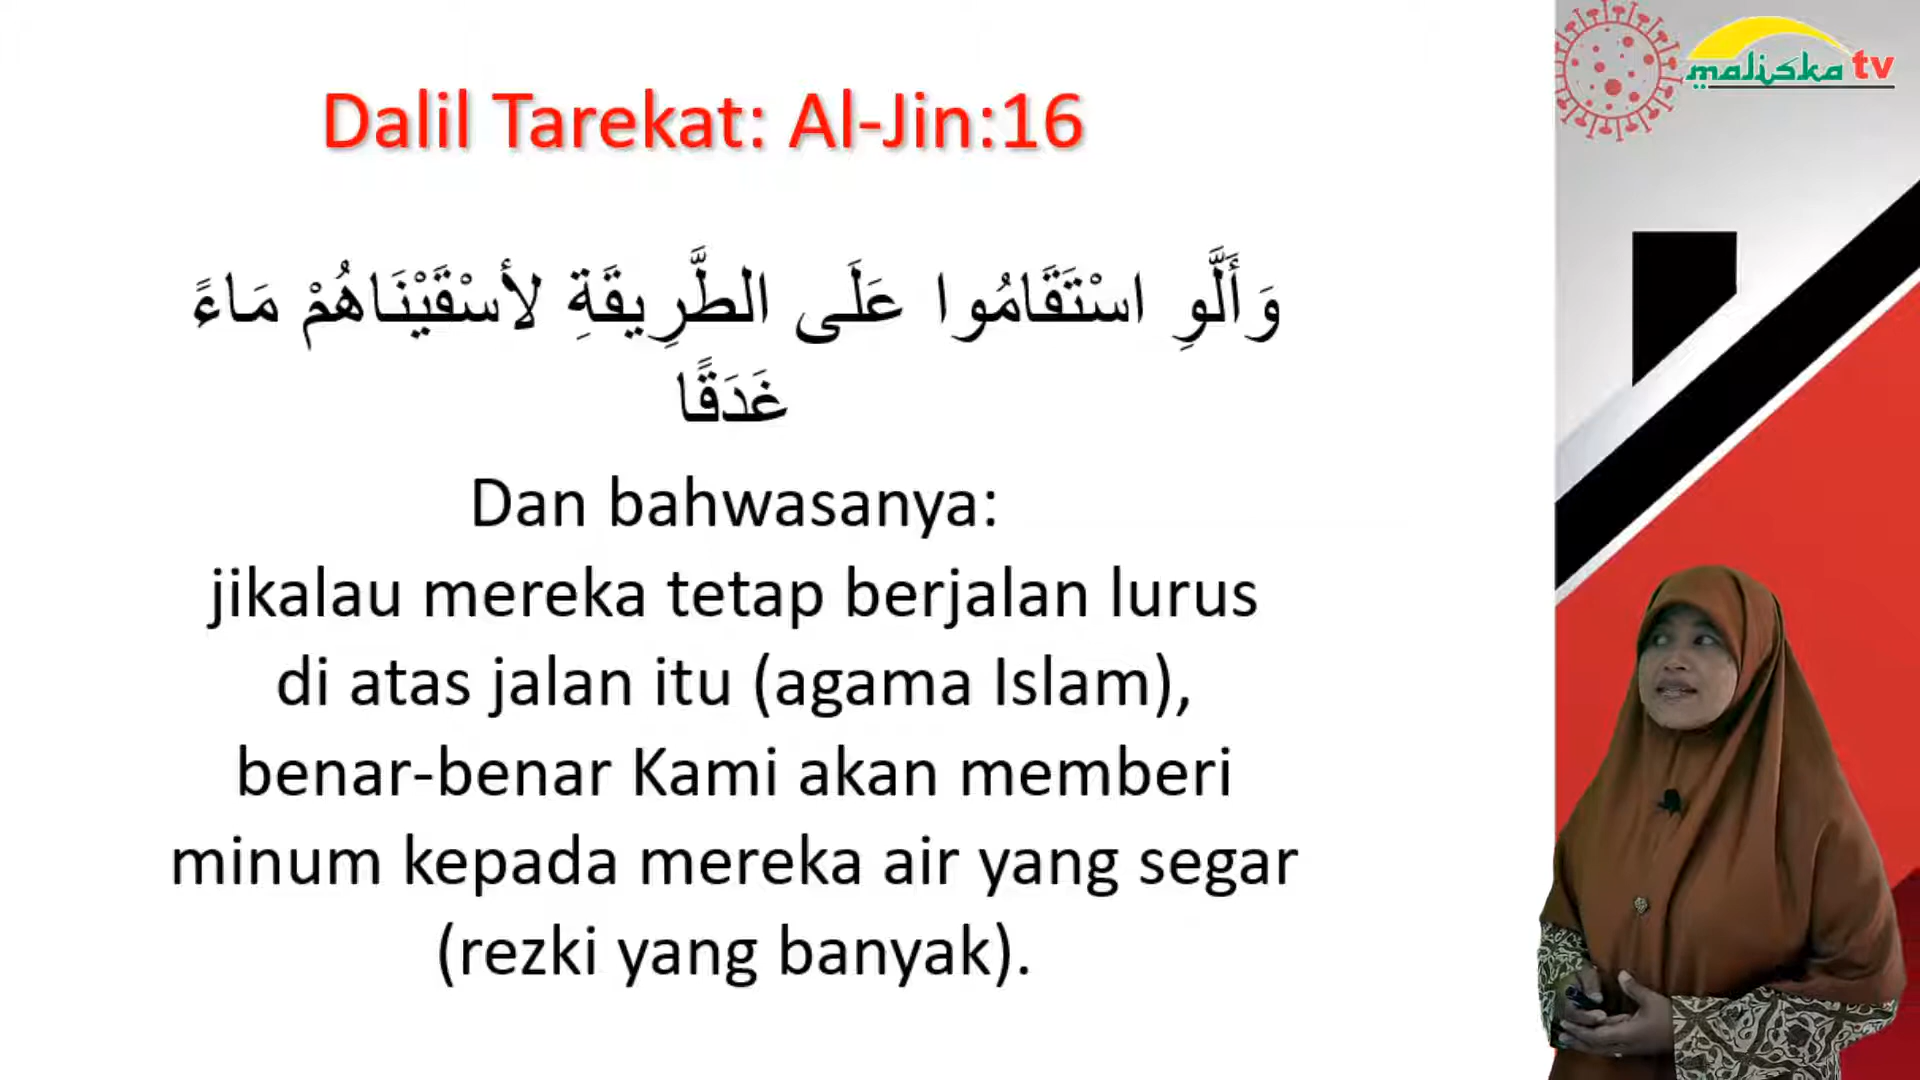 maliska tv
Dalil Tarekat: Al-Jin:16
وَأَلَّوِ اسْتَقَامُوا عَلَى الطَّرِيقَةِ لأسْقَيْنَاهُمْ مَاءً
غَدَقًا
Dan bahwasanya:
jikalau mereka tetap berjalan lurus
di atas jalan itu (agama Islam),
benar-benar Kami akan memberi
minum kepada mereka air yang segar
(rezki yang banyak).